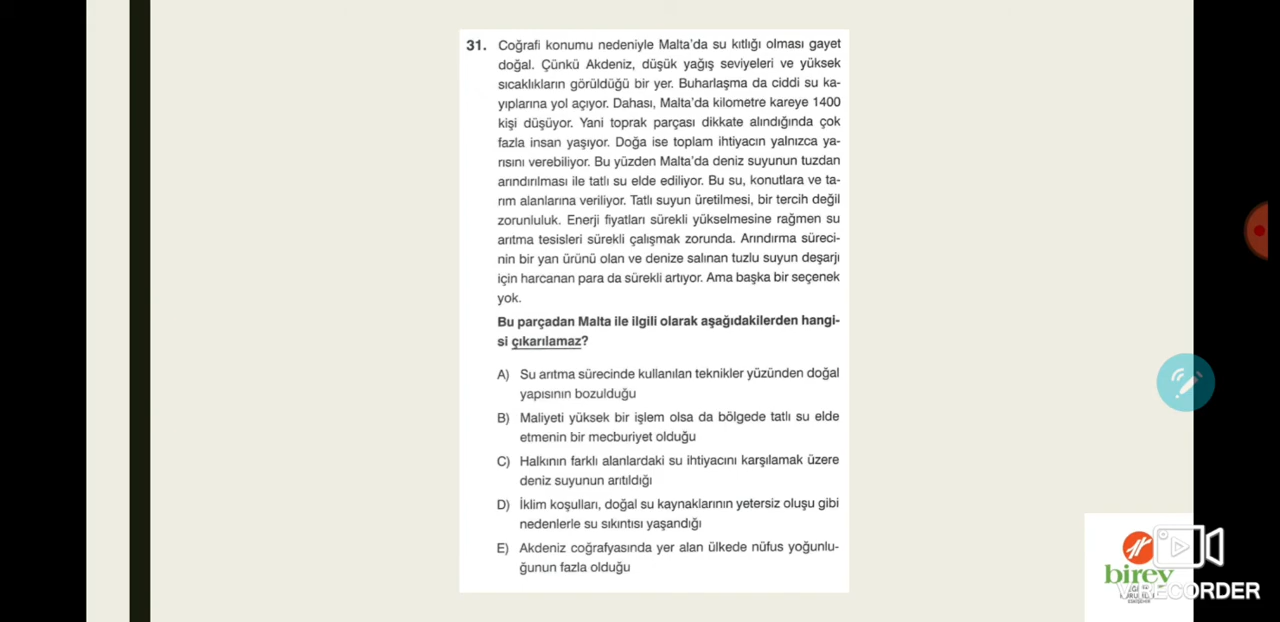 31. Coğrafi konumu nedeniyle Malta'da su kıtlığı olması gayet
doğal. Çünkü Akdeniz, düşük yağış seviyeleri ve yüksek
sıcaklıkların görüldüğü bir yer. Buharlaşma da ciddi su ka-
yıplarına yol açıyor. Dahası, Malta'da kilometre kareye 1400
kişi düşüyor. Yani toprak parçası dikkate alındığında çok
fazla insan yaşıyor. Doğa ise toplam ihtiyacın yalnızca ya-
rısını verebiliyor. Bu yüzden Malta'da deniz suyunun tuzdan
arındırılması ile tatlı su elde ediliyor. Bu su, konutlara ve ta-
rım alanlarına veriliyor. Tatlı suyun üretilmesi, bir tercih değil
zorunluluk. Enerji fiyatları sürekli yükselmesine rağmen su
arıtma tesisleri sürekli çalışmak zorunda. Arındırma süreci-
nin bir yan ürünü olan ve denize salınan tuzlu suyun deşarjı
için harcanan para da sürekli artıyor. Ama başka bir seçenek
yok.
Bu parçadan Malta ile ilgili olarak aşağıdakilerden hangi-
si çıkarılamaz?
A) Su arıtma sürecinde kullanılan teknikler yüzünden doğal
yapısının bozulduğu
B) Maliyeti yüksek bir işlem olsa da bölgede tatlı su elde
etmenin bir mecburiyet olduğu
C) Halkının farklı alanlardaki su ihtiyacını karşılamak üzere
deniz suyunun arıtıldığı
D) İklim koşulları, doğal su kaynaklarının yetersiz oluşu gibi
nedenlerle su sıkıntısı yaşandığı
E) Akdeniz coğrafyasında yer alan ülkede nüfus yoğunlu-
ğunun fazla olduğu
birey
RECORDER